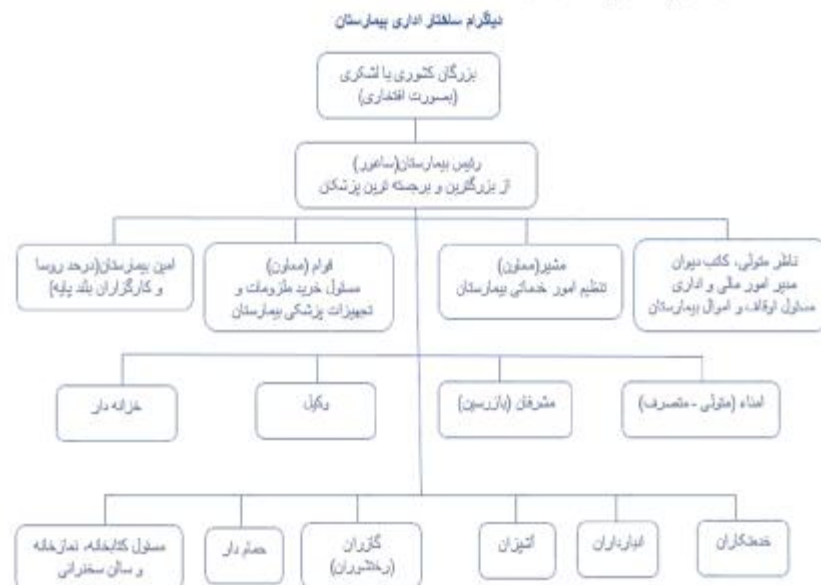 دیاگرام ساختار اداری بیمارستان
بزرگان کشوری یا لشکری
(بصورت افتخاری)
رئیس بیمارستان(ساعور)
از بزرگترین و برجسته ترین پزشکان
ناظر متولی، کاتب دیوان
مدیر امور مالی و اداری
مسئول اوقاف و اموال بیمارستان
مشیر(معاون)
تنظیم امور خدماتی بیمارستان
قوام (معاون)
مسئول خرید ملزومات و
تجهیزات پزشکی بیمارستان
امین بیمارستان(درحد روسا
و کارگزاران بلند پایه)
امناء (متولی - متصرف)
مشرفان (بازرسین)
وکیل
خزانه دار
خدمتکاران
انبارداران
آشپزان
گازران
(رختشوران)
حمام دار
مسئول کتابخانه، نمازخانه
و سالن سخنرانی